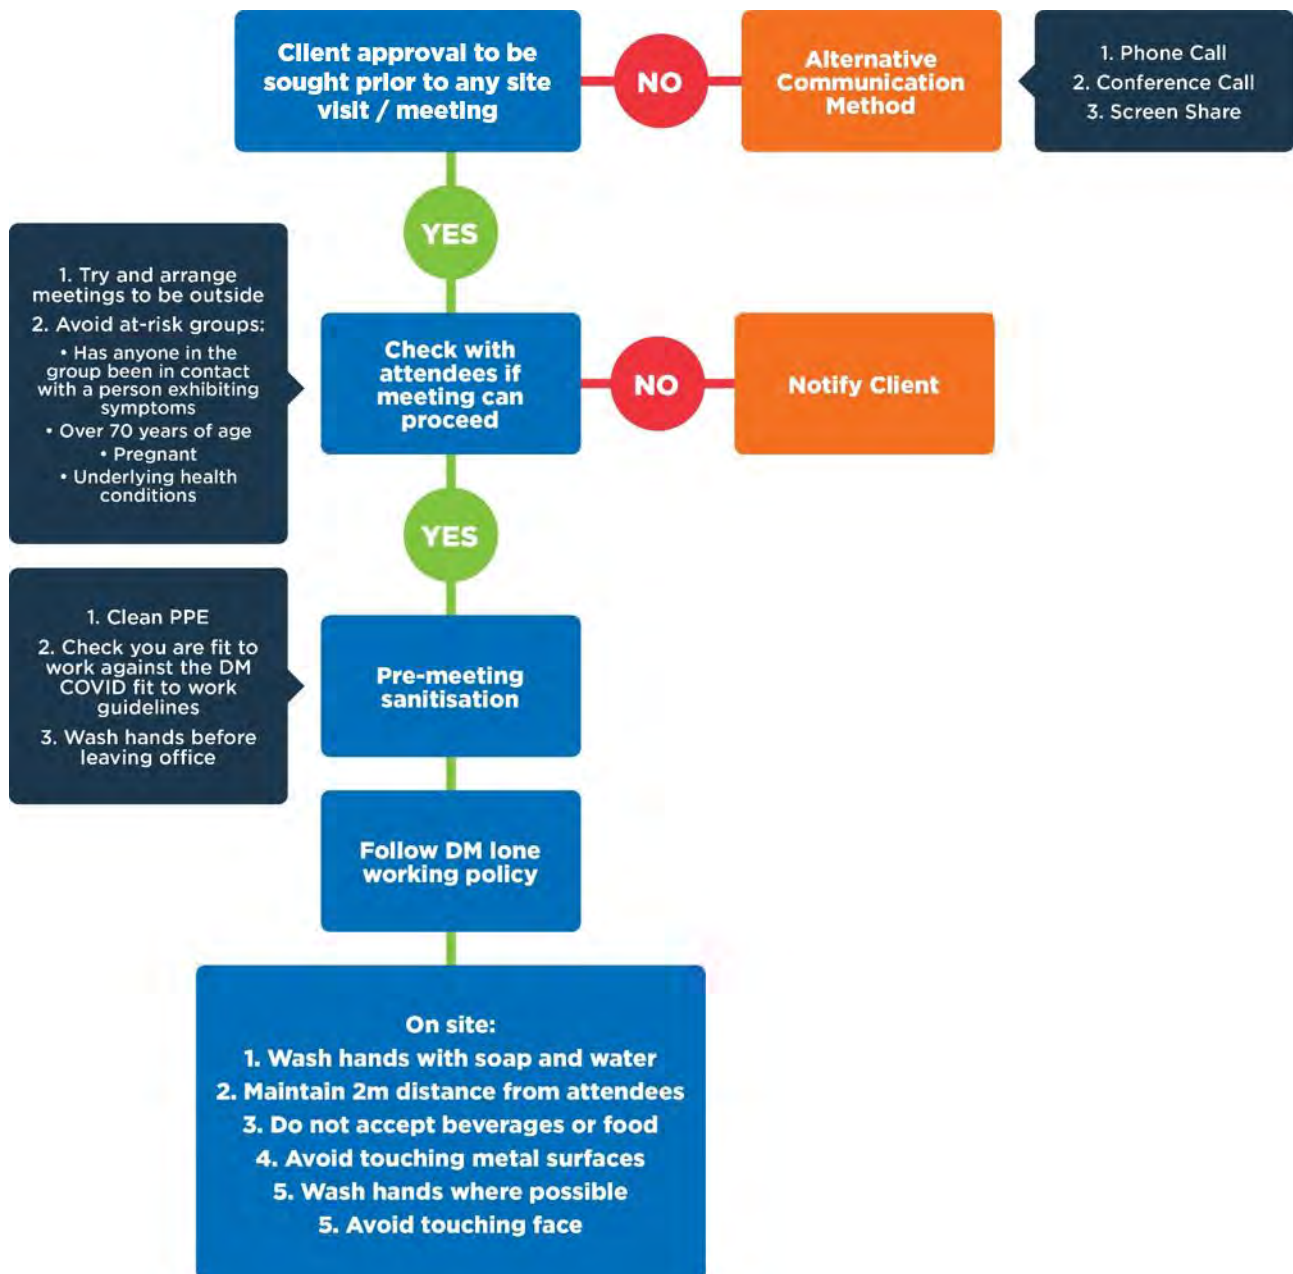 Client approval to be
sought prior to any site
visit / meeting
NO
Alternative
Communication
Method
1. Phone Call
2. Conference Call
3. Screen Share
YES
1. Try and arrange
meetings to be outside
2. Avoid at-risk groups:
• Has anyone in the
group been in contact
with a person exhibiting
symptoms
• Over 70 years of age
• Pregnant
• Underlying health
conditions
Check with
attendees if
meeting can
proceed
NO
Notify Client
YES
1. Clean PPE
2. Check you are fit to
work against the DM
COVID fit to work
guidelines
3. Wash hands before
leaving office
Pre-meeting
sanitisation
Follow DM lone
working policy
On site:
1. Wash hands with soap and water
2. Maintain 2m distance from attendees
3. Do not accept beverages or food
4. Avoid touching metal surfaces
5. Wash hands where possible
5. Avoid touching face